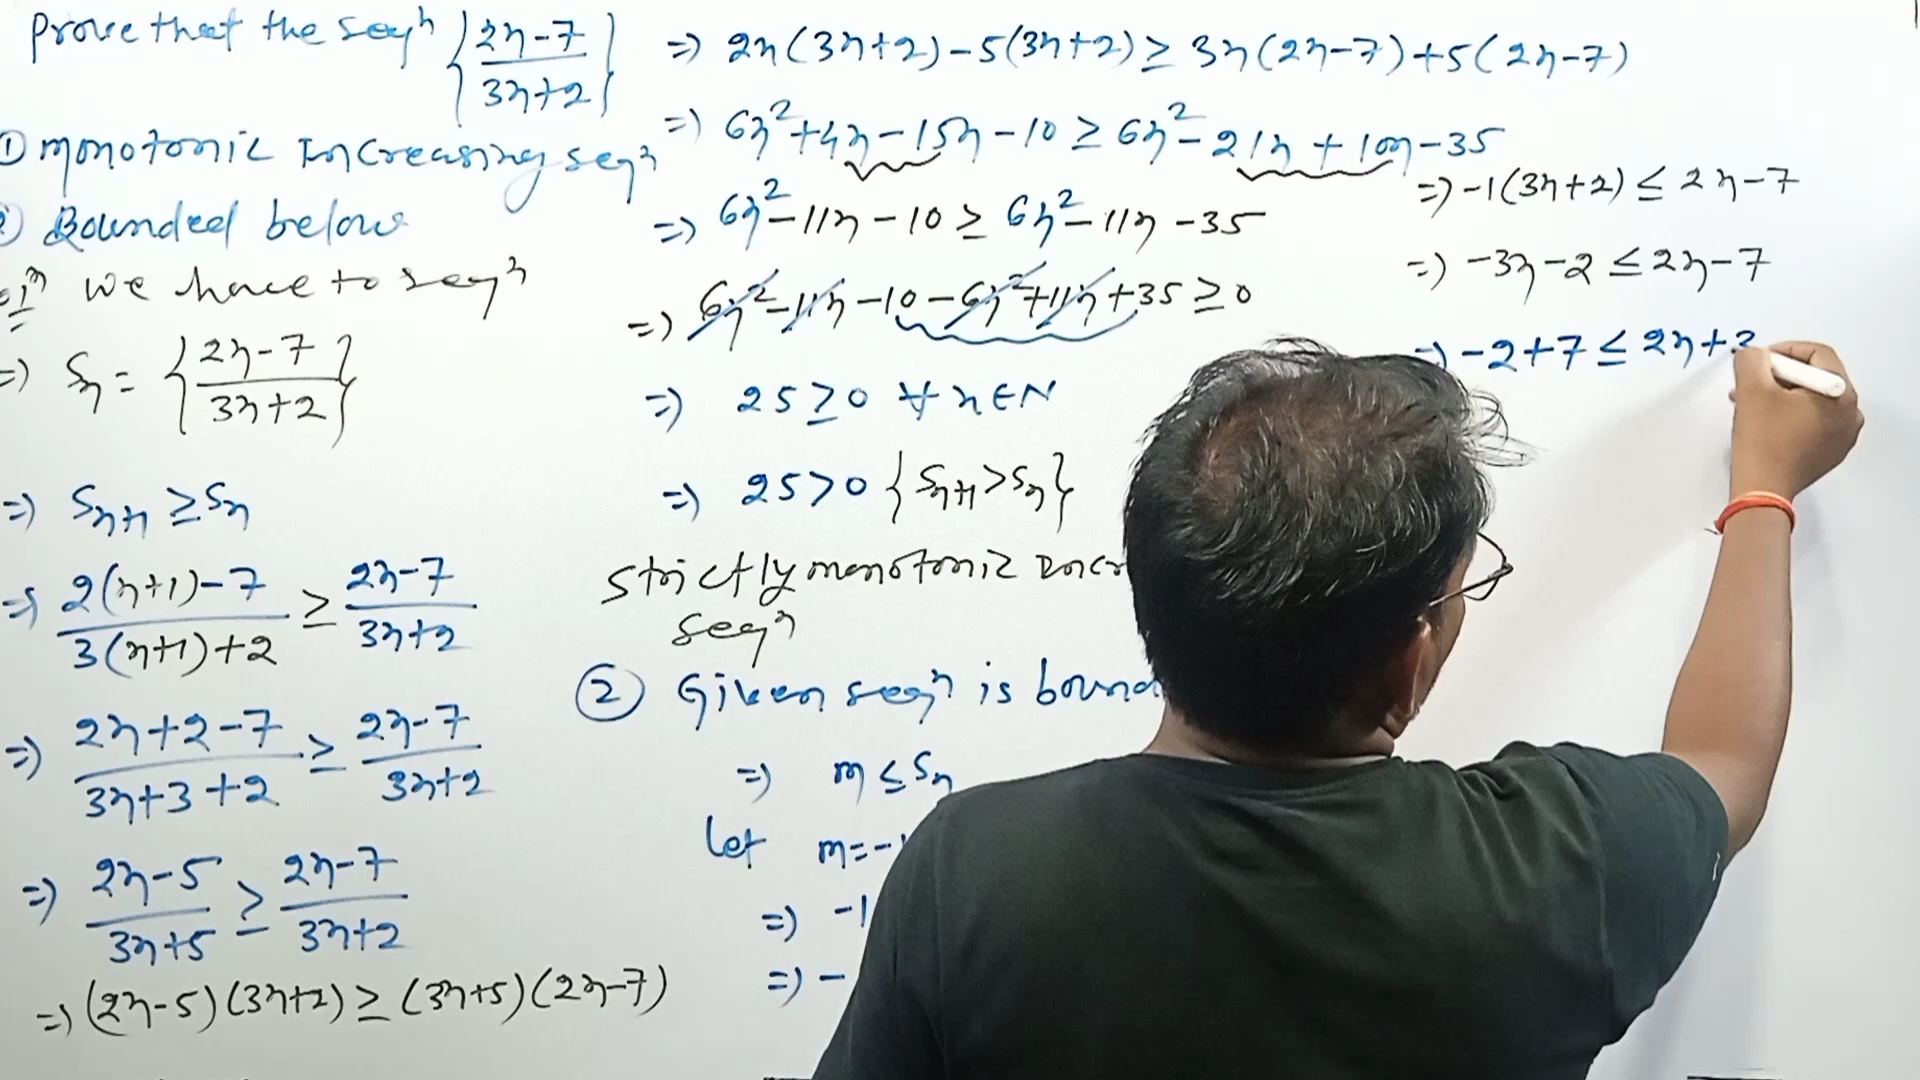 Prove that the seqⁿ {(2n-7)/(3n+2)}
① monotonic Increasing seqⁿ
② Bounded below
Solⁿ we have to seqⁿ
=) Sn = {(2n-7)/(3n+2)}
=) Sn+1 ≥ Sn
=) (2(n+1)-7)/(3(n+1)+2) ≥ (2n-7)/(3n+2)
=) (2n+2-7)/(3n+3+2) ≥ (2n-7)/(3n+2)
=) (2n-5)/(3n+5) ≥ (2n-7)/(3n+2)
=) (2n-5)(3n+2) ≥ (3n+5)(2n-7)
=) 2n(3n+2)-5(3n+2) ≥ 3n(2n-7)+5(2n-7)
=) 6n²+4n-15n-10 ≥ 6n²-21n+10n-35
=) 6n²-11n-10 ≥ 6n²-11n-35
=) 6n²-11n-10-6n²+11n+35 ≥ 0
=) 25 ≥ 0 ∀ n ∈ N
=) 25 > 0 {Sn+1 > Sn}
Strictly monotonic
seqⁿ
② Given seqⁿ is
=) m ≤ Sn
Let m=-
=) -1
=) -
=) -1(3n+2) ≤ 2n-7
=) -3n-2 ≤ 2n-7
=) -2+7 ≤ 2n+3